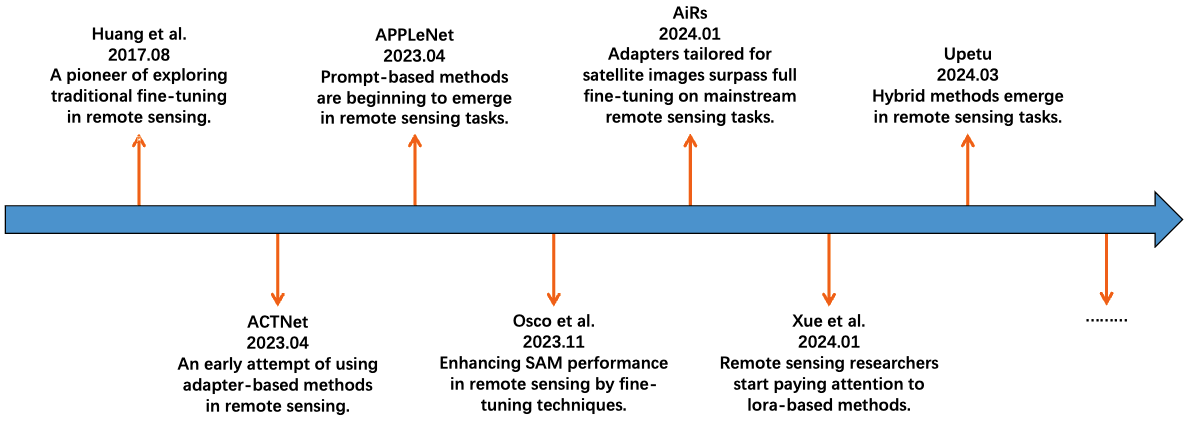 Huang et al.
2017.08
A pioneer of exploring
traditional fine-tuning
in remote sensing.
ACTNet
2023.04
An early attempt of using
adapter-based methods
in remote sensing.
APPLeNet
2023.04
Prompt-based methods
are beginning to emerge
in remote sensing tasks.
Osco et al.
2023.11
Enhancing SAM performance
in remote sensing by fine-
tuning techniques.
AiRs
2024.01
Adapters tailored for
satellite images surpass full
fine-tuning on mainstream
remote sensing tasks.
Xue et al.
2024.01
Remote sensing researchers
start paying attention to
lora-based methods.
Upetu
2024.03
Hybrid methods emerge
in remote sensing tasks.
………